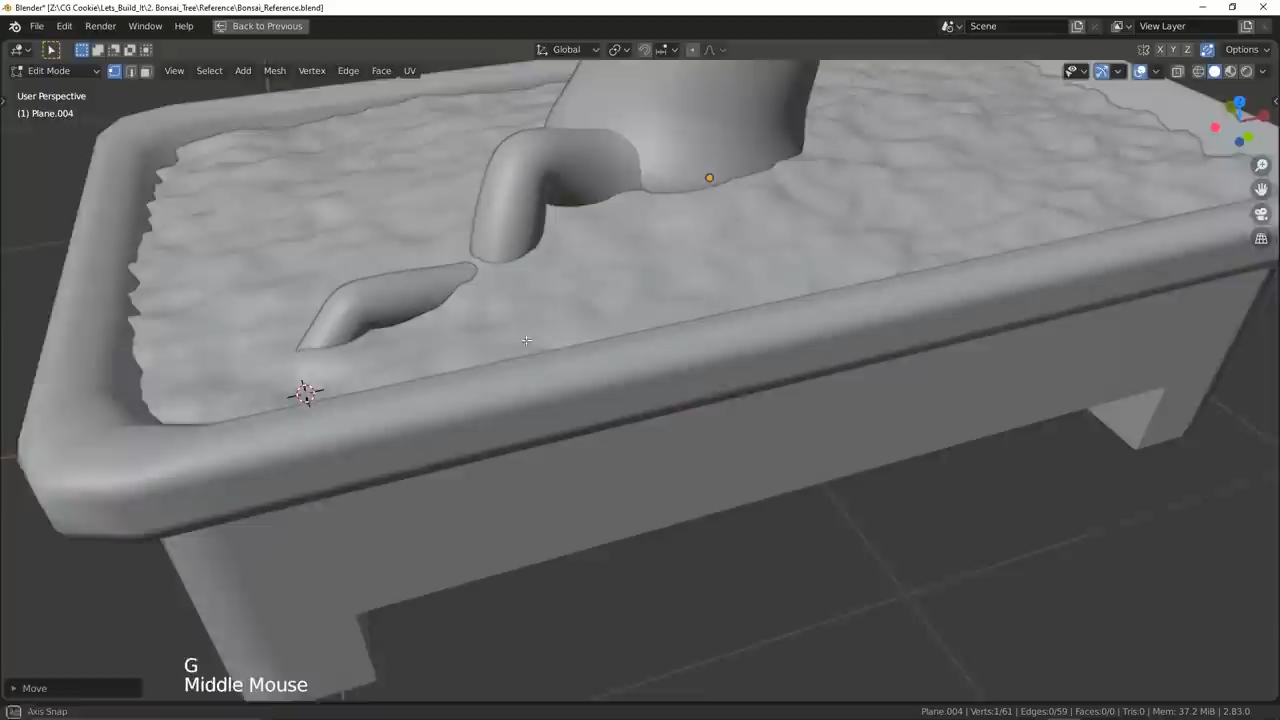 Blender* [Z:\CG Cookie\Lets_Build_It\2. Bonsai_Tree\Reference\Bonsai_Reference.blend]
File Edit Render Window Help Back to Previous Scene View Layer
Global X Y Z Options
Edit Mode View Select Add Mesh Vertex Edge Face UV
User Perspective
(1) Plane.004
G
Middle Mouse
Move
Axis Snap Plane.004 | Verts:1/61 | Edges:0/59 | Faces:0/0 | Tris:0 | Mem: 37.2 MiB | 2.83.0